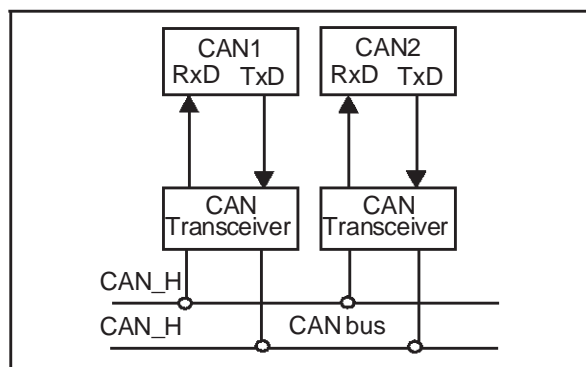 CAN1
RxD TxD
CAN2
RxD TxD
CAN
Transceiver
CAN
Transceiver
CAN_H
CAN_H
CAN bus